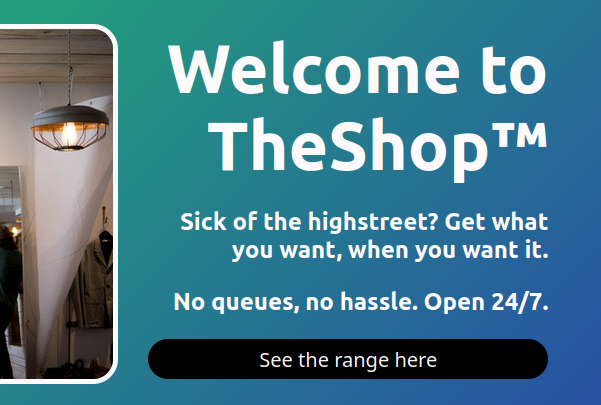 Welcome to
TheShop™
Sick of the highstreet? Get what
you want, when you want it.
No queues, no hassle. Open 24/7.
See the range here